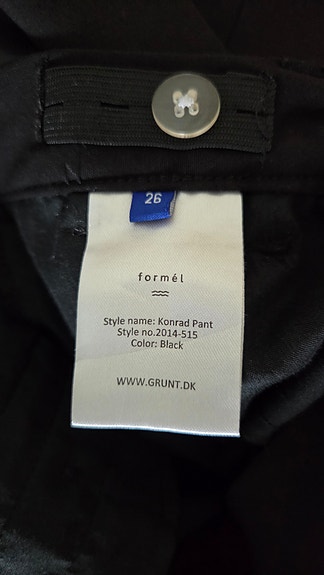 26
formél
Style name: Konrad Pant
Style no.2014-515
Color: Black
WWW.GRUNT.DK